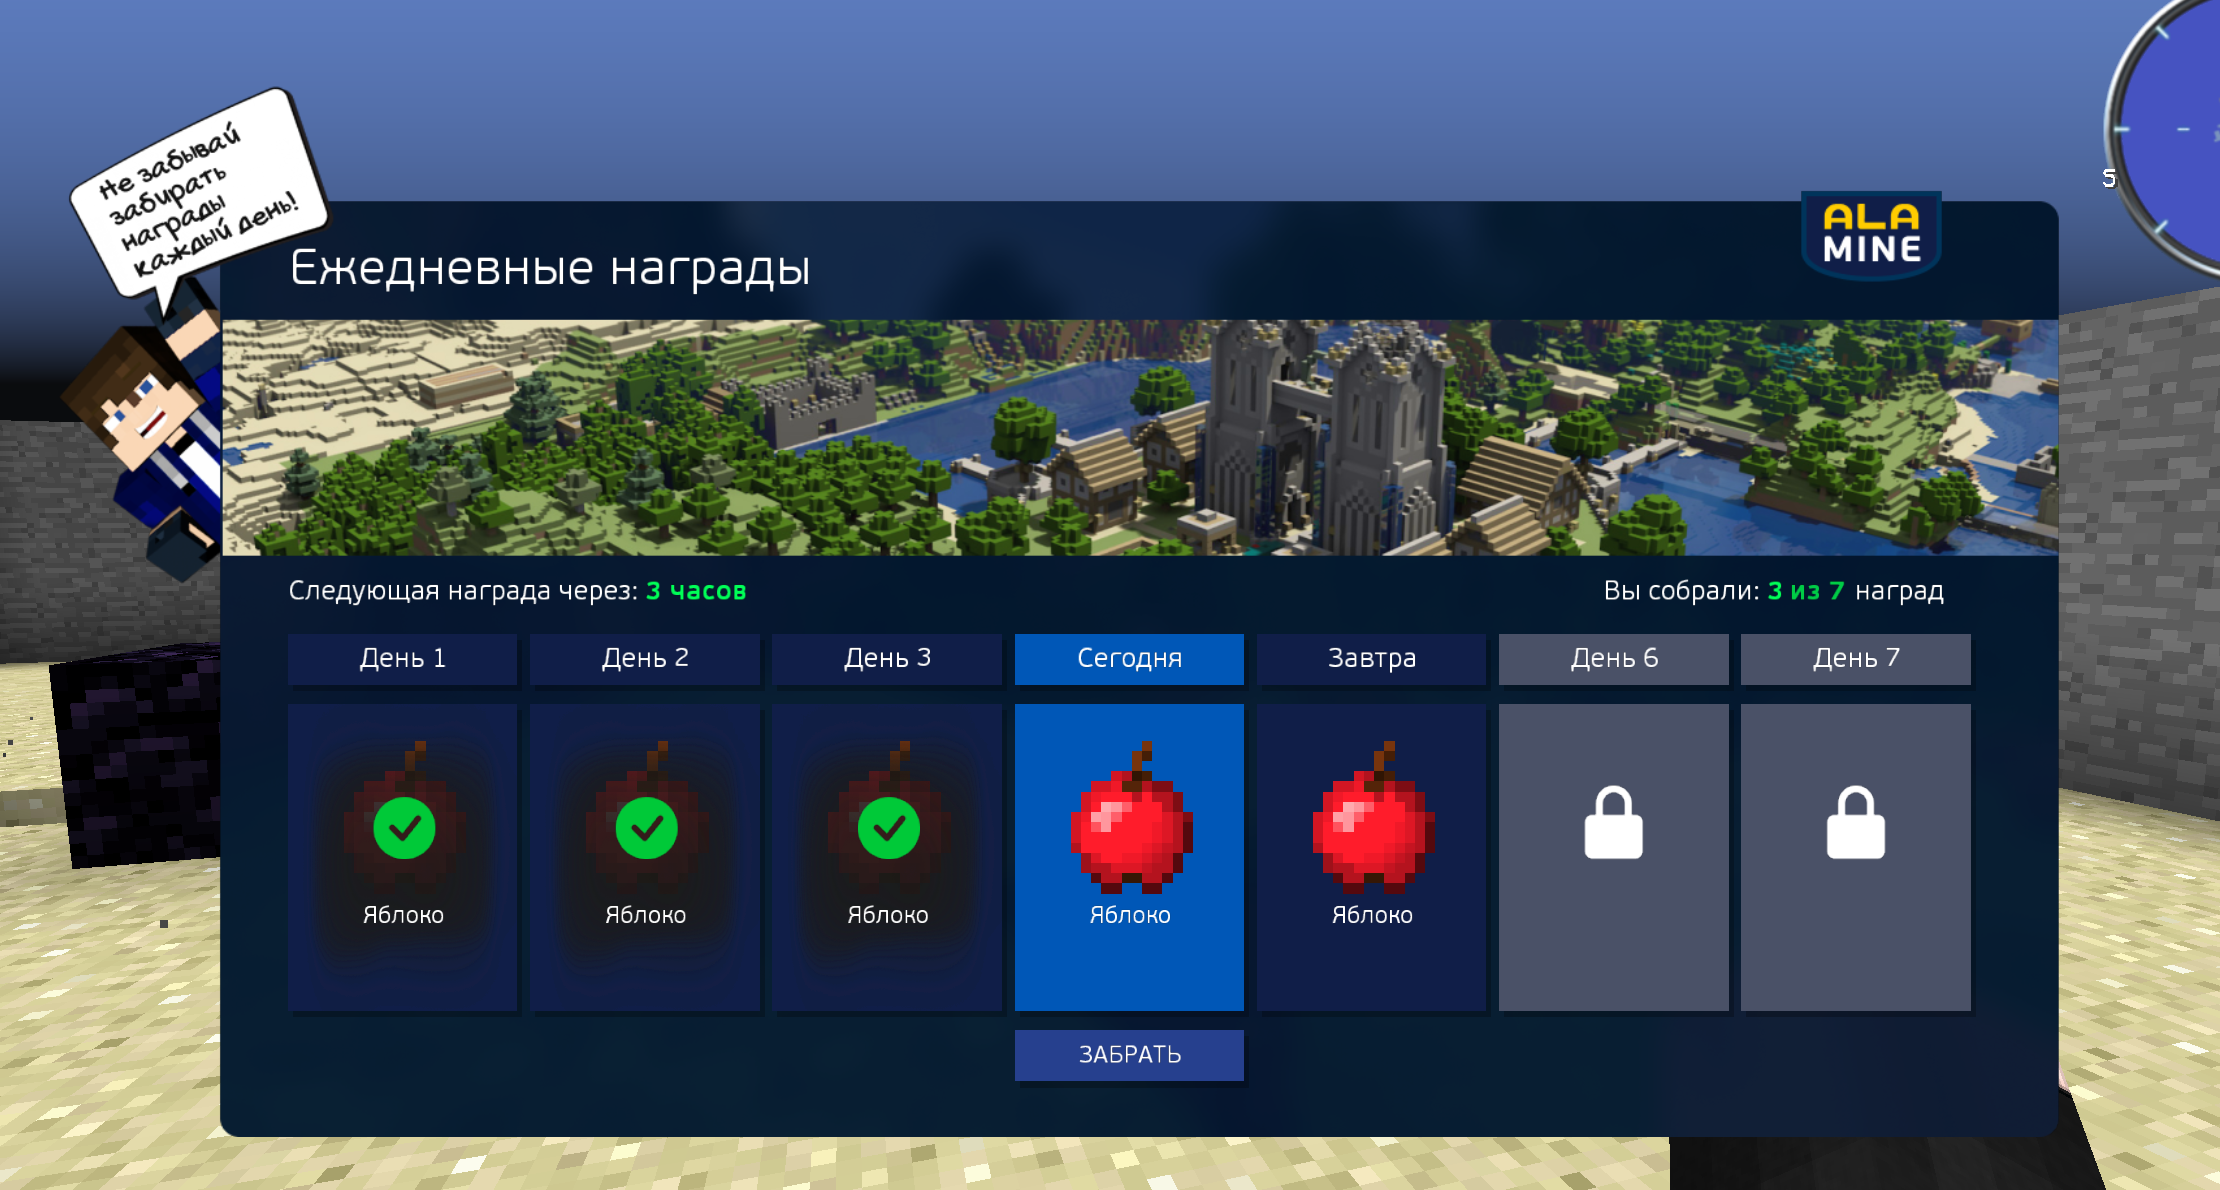 Не забывай
забирать
награды
каждый день!
S
ALA
MINE
Ежедневные награды
Следующая награда через: 3 часов
Вы собрали: 3 из 7 наград
День 1
День 2
День 3
Сегодня
Завтра
День 6
День 7
Яблоко
Яблоко
Яблоко
Яблоко
Яблоко
ЗАБРАТЬ